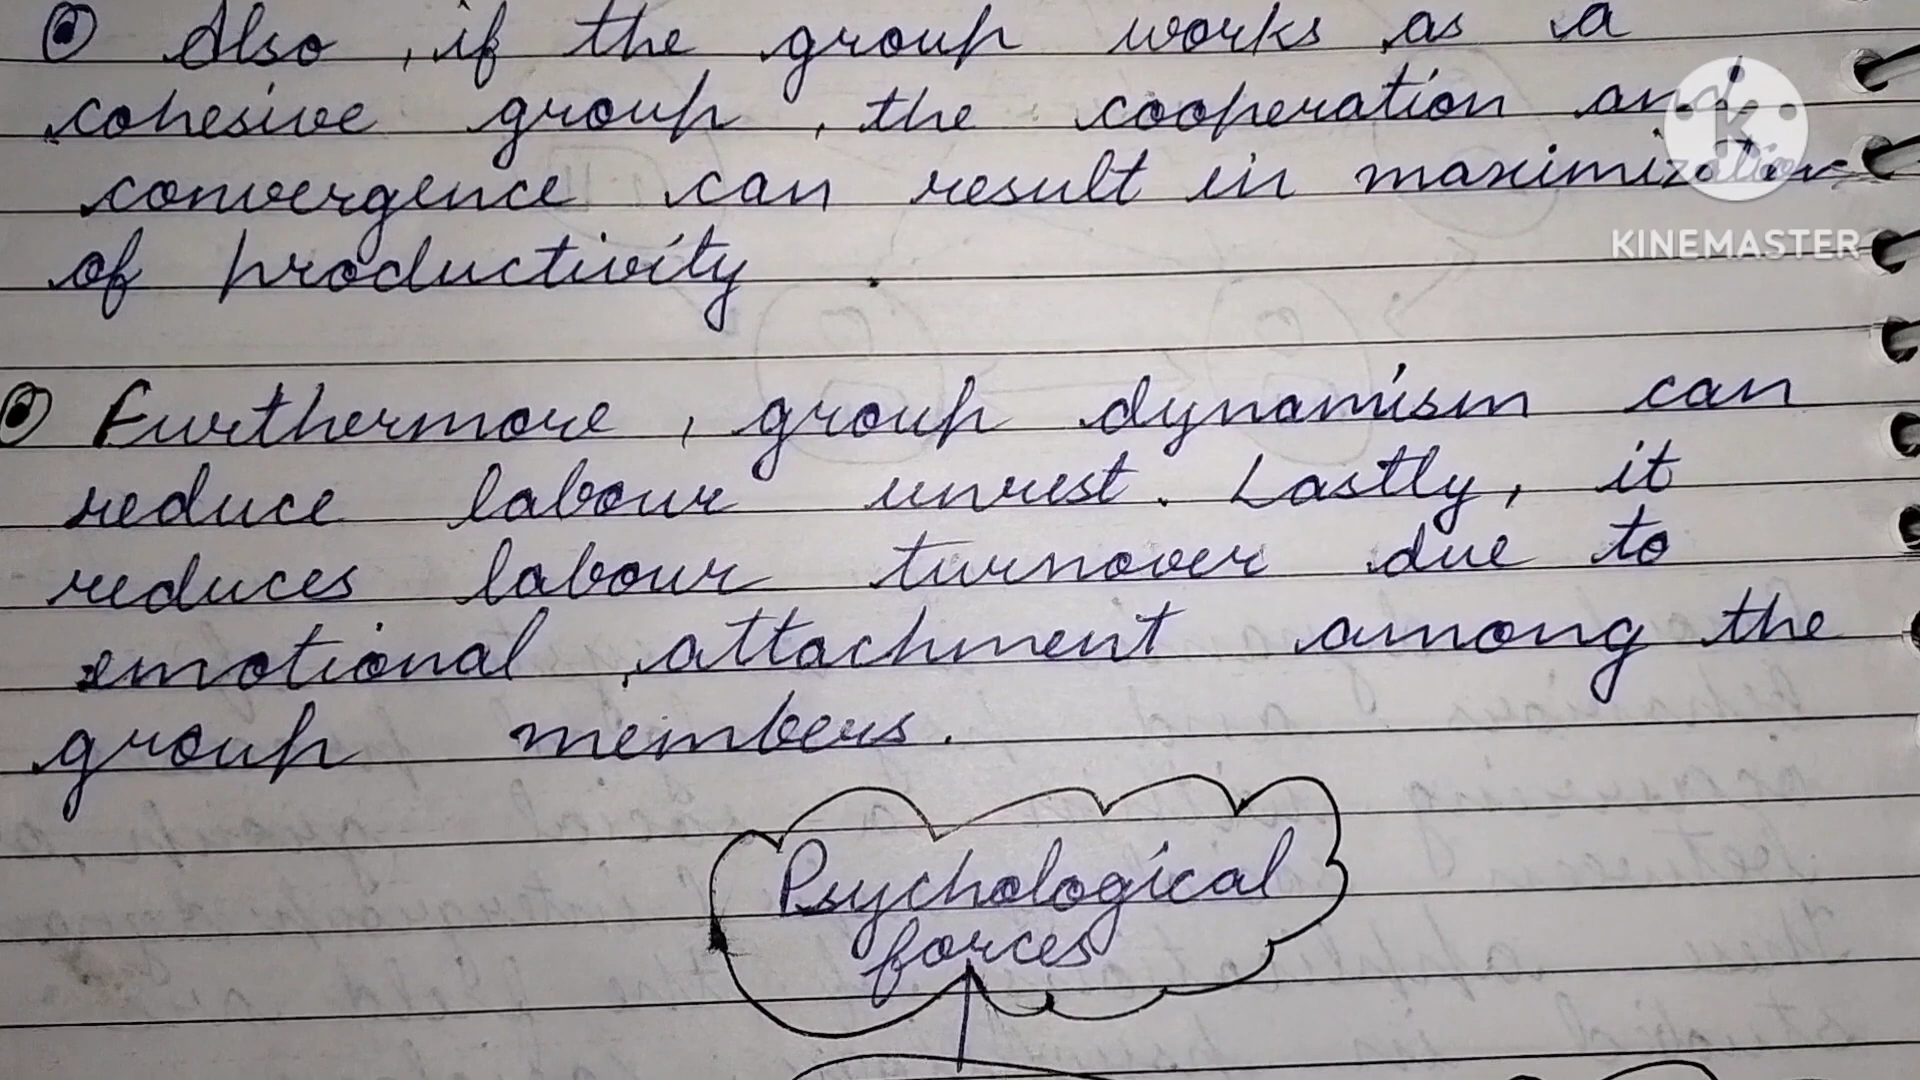 Also, if the group works as a
cohesive group, the cooperation and
convergence can result in maximization
of productivity.
KINEMASTER
Furthermore, group dynamism can
reduce labour unrest. Lastly, it
reduces labour turnover due to
emotional attachment among the
group members.
Psychological
forces